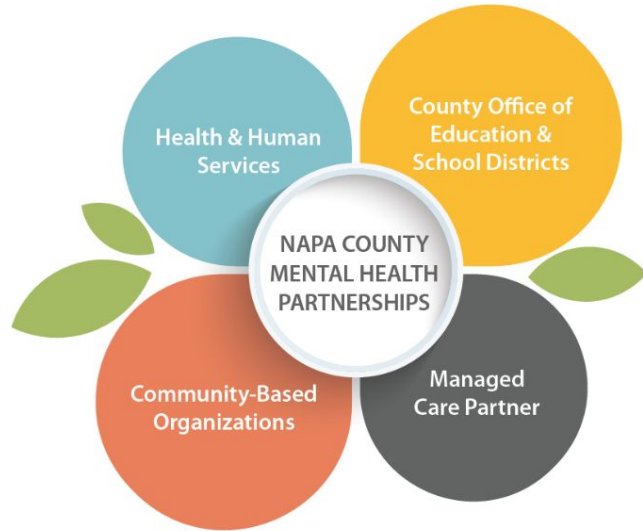 Health & Human
Services
County Office of
Education &
School Districts
NAPA COUNTY
MENTAL HEALTH
PARTNERSHIPS
Community-Based
Organizations
Managed
Care Partner